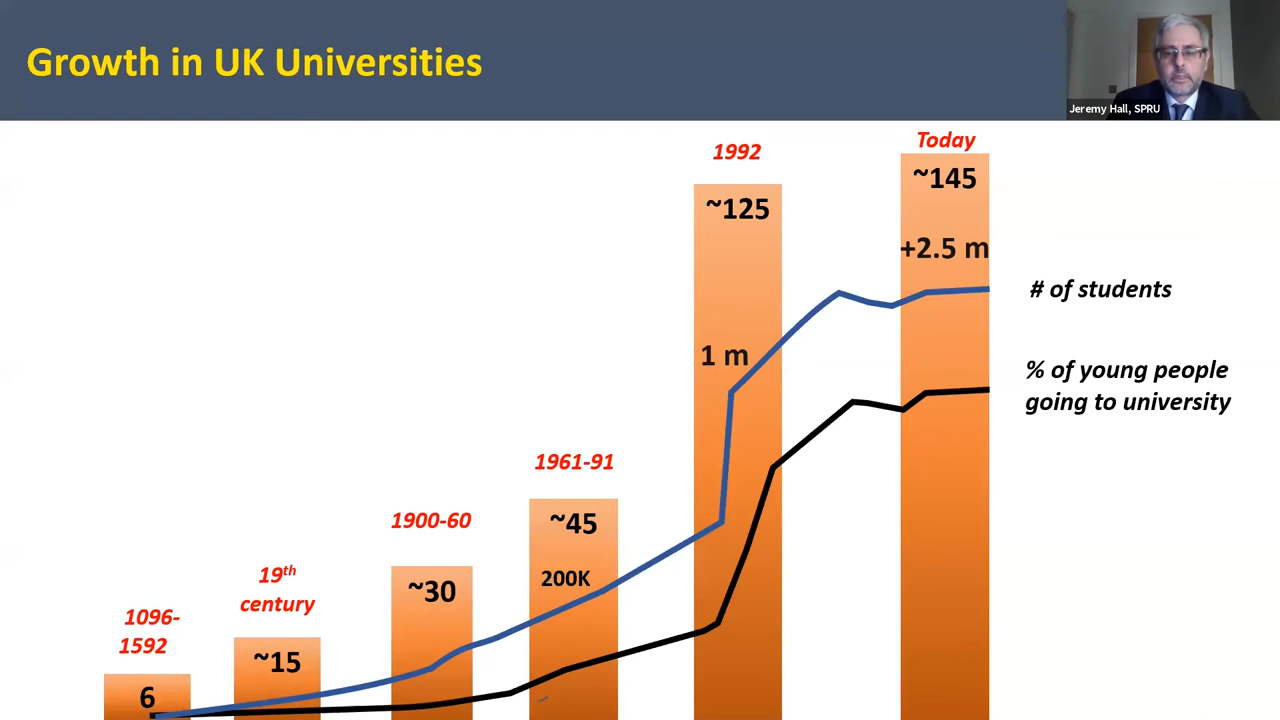 Growth in UK Universities
Jeremy Hall, SPRU
1096-
1592
6
19th
century
~15
1900-60
~30
1961-91
~45
200K
1992
~125
1 m
Today
~145
+2.5 m
# of students
% of young people
going to university